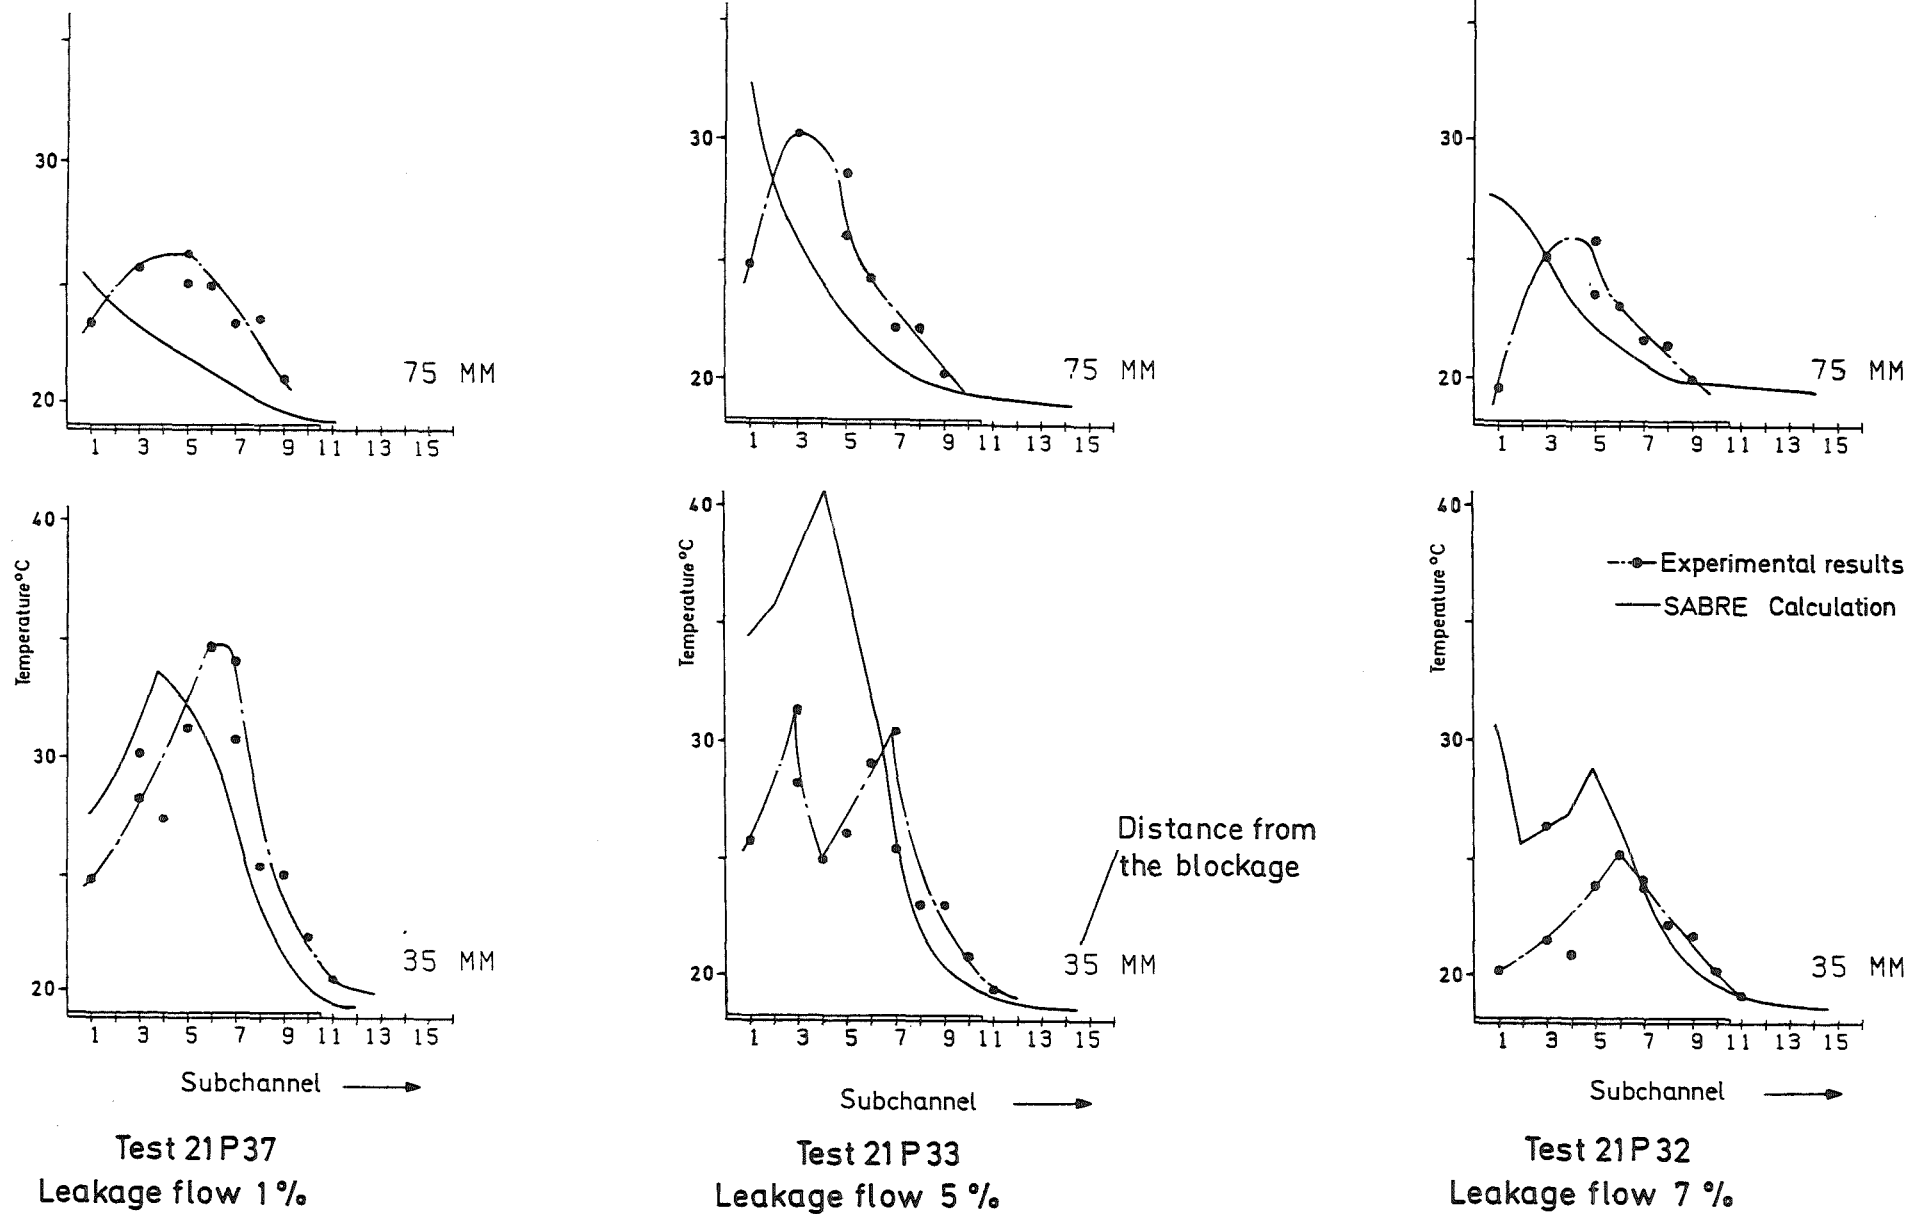 30
20
1 3 5 7 9 11 13 15
75 MM
30
20
1 3 5 7 9 11 13 15
75 MM
30
20
1 3 5 7 9 11 13 15
75 MM
40
30
20
Temperature °C
1 3 5 7 9 11 13 15
35 MM
Subchannel
Test 21P37
Leakage flow 1 %
40
30
20
Temperature °C
1 3 5 7 9 11 13 15
Distance from
the blockage
35 MM
Subchannel
Test 21P33
Leakage flow 5 %
40
30
20
Temperature °C
Experimental results
SABRE Calculation
1 3 5 7 9 11 13 15
35 MM
Subchannel
Test 21P32
Leakage flow 7 %